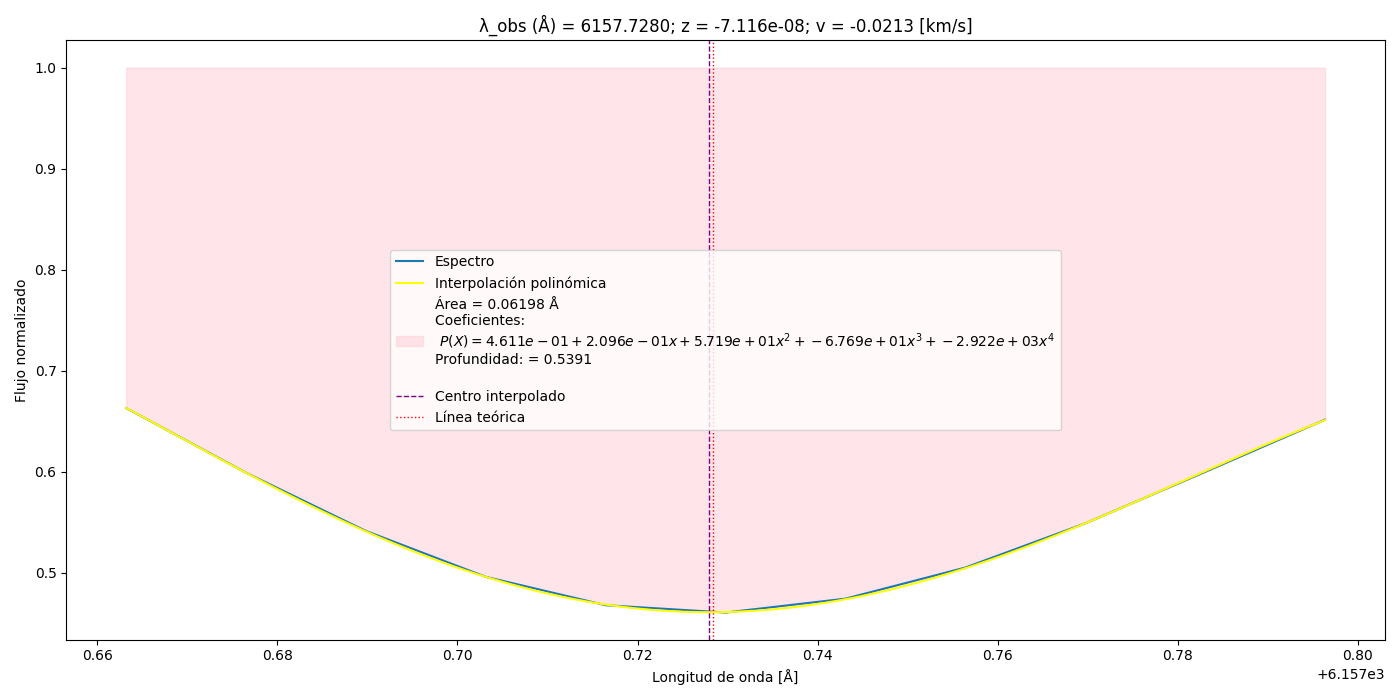 λ_obs (Å) = 6157.7280; z = -7.116e-08; v = -0.0213 [km/s]
Flujo normalizado
1.0
0.9
0.8
0.7
0.6
0.5
Espectro
Interpolación polinómica
Área = 0.06198 Å
Coeficientes:
P(X) = 4.611e − 01 + 2.096e − 01x + 5.719e + 01x² + −6.769e + 01x³ + −2.922e + 03x⁴
Profundidad: = 0.5391
Centro interpolado
Línea teórica
0.66 0.68 0.70 0.72 0.74 0.76 0.78 0.80
Longitud de onda [Å]
+6.157e3